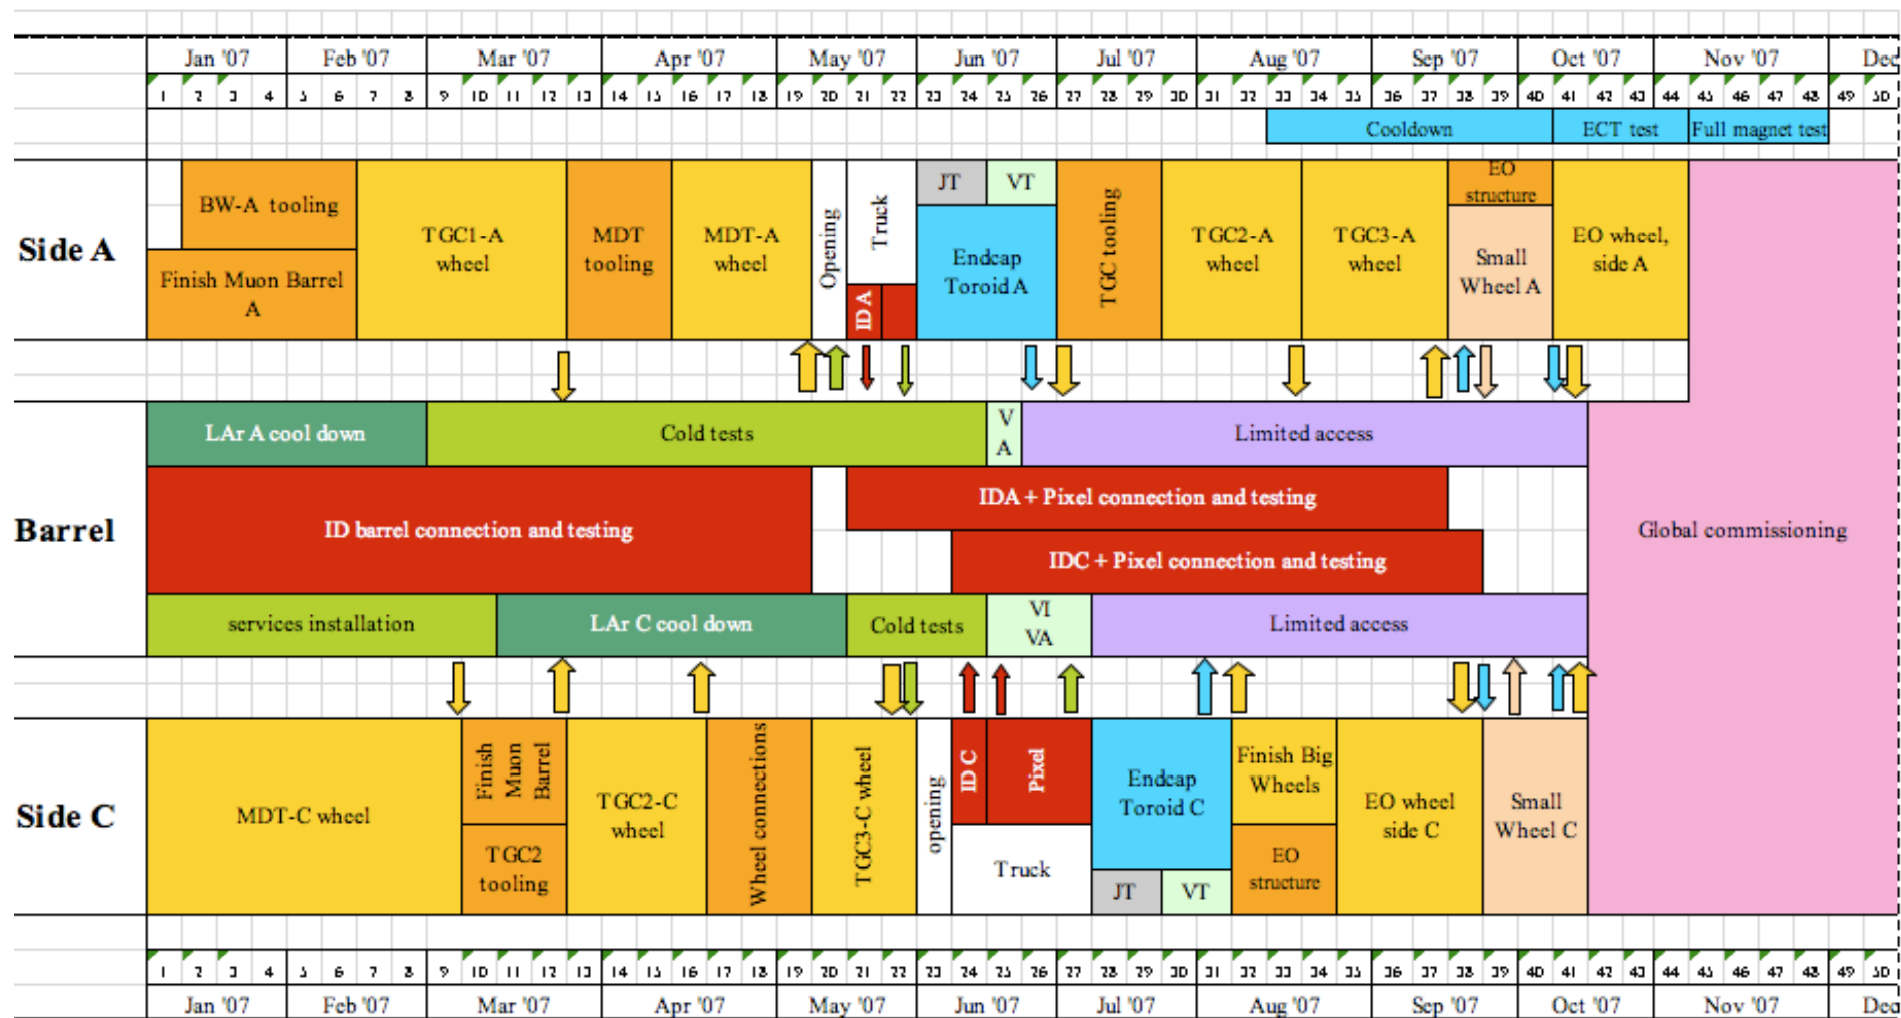 Jan '07 Feb '07 Mar '07 Apr '07 May '07 Jun '07 Jul '07 Aug '07 Sep '07 Oct '07 Nov '07 Dec
1 2 3 4 5 6 7 8 9 10 11 12 13 14 15 16 17 18 19 20 21 22 23 24 25 26 27 28 29 30 31 32 33 34 35 36 37 38 39 40 41 42 43 44 45 46 47 48 49 50
Cooldown ECT test Full magnet test
Side A
BW-A tooling
Finish Muon Barrel
A
TGC1-A
wheel
MDT
tooling
MDT-A
wheel
Opening
Truck
ID A
JT
VT
Endcap
Toroid A
TGC tooling
TGC2-A
wheel
TGC3-A
wheel
EO
structure
Small
Wheel A
EO wheel,
side A
Barrel
LAr A cool down
Cold tests
V
A
Limited access
ID barrel connection and testing
IDA + Pixel connection and testing
IDC + Pixel connection and testing
Global commissioning
services installation
LAr C cool down
Cold tests
VI
VA
Limited access
Side C
MDT-C wheel
Finish
Muon
Barrel
TGC2
tooling
TGC2-C
wheel
Wheel connections
TGC3-C wheel
opening
ID C
Pixel
Truck
Endcap
Toroid C
JT
VT
Finish Big
Wheels
EO
structure
EO wheel
side C
Small
Wheel C
1 2 3 4 5 6 7 8 9 10 11 12 13 14 15 16 17 18 19 20 21 22 23 24 25 26 27 28 29 30 31 32 33 34 35 36 37 38 39 40 41 42 43 44 45 46 47 48 49 50
Jan '07 Feb '07 Mar '07 Apr '07 May '07 Jun '07 Jul '07 Aug '07 Sep '07 Oct '07 Nov '07 Dec